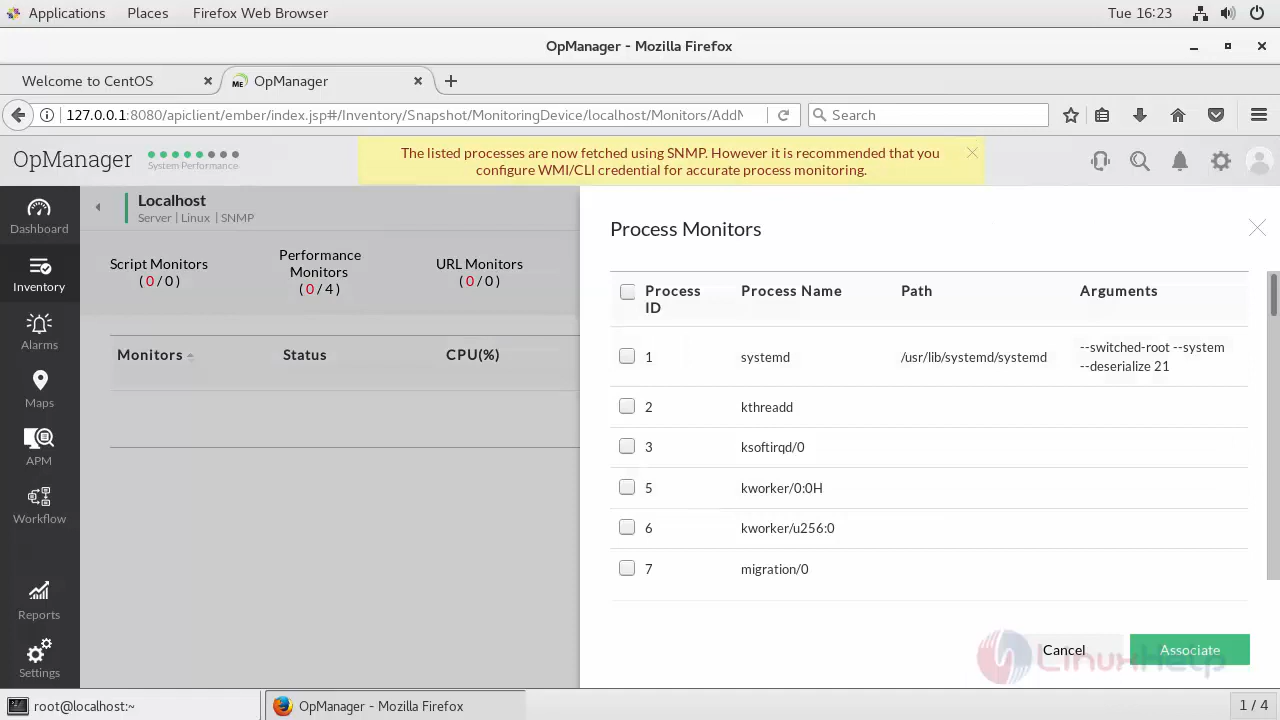 Applications Places Firefox Web Browser Tue 16:23
OpManager - Mozilla Firefox
Welcome to CentOS OpManager
127.0.0.1:8080/apiclient/ember/index.jsp#/Inventory/Snapshot/MonitoringDevice/localhost/Monitors/AddM Search
OpManager
System Performance
The listed processes are now fetched using SNMP. However it is recommended that you
configure WMI/CLI credential for accurate process monitoring.
Dashboard
Inventory
Alarms
Maps
APM
Workflow
Reports
Settings
Localhost
Server | Linux | SNMP
Script Monitors
( 0 / 0 )
Performance
Monitors
( 0 / 4 )
URL Monitors
( 0 / 0 )
Monitors Status CPU(%)
Process Monitors
Process
ID
Process Name Path Arguments
1 systemd /usr/lib/systemd/systemd --switched-root --system
--deserialize 21
2 kthreadd
3 ksoftirqd/0
5 kworker/0:0H
6 kworker/u256:0
7 migration/0
Cancel Associate
LinuxHelp
root@localhost:~ OpManager - Mozilla Firefox 1 / 4